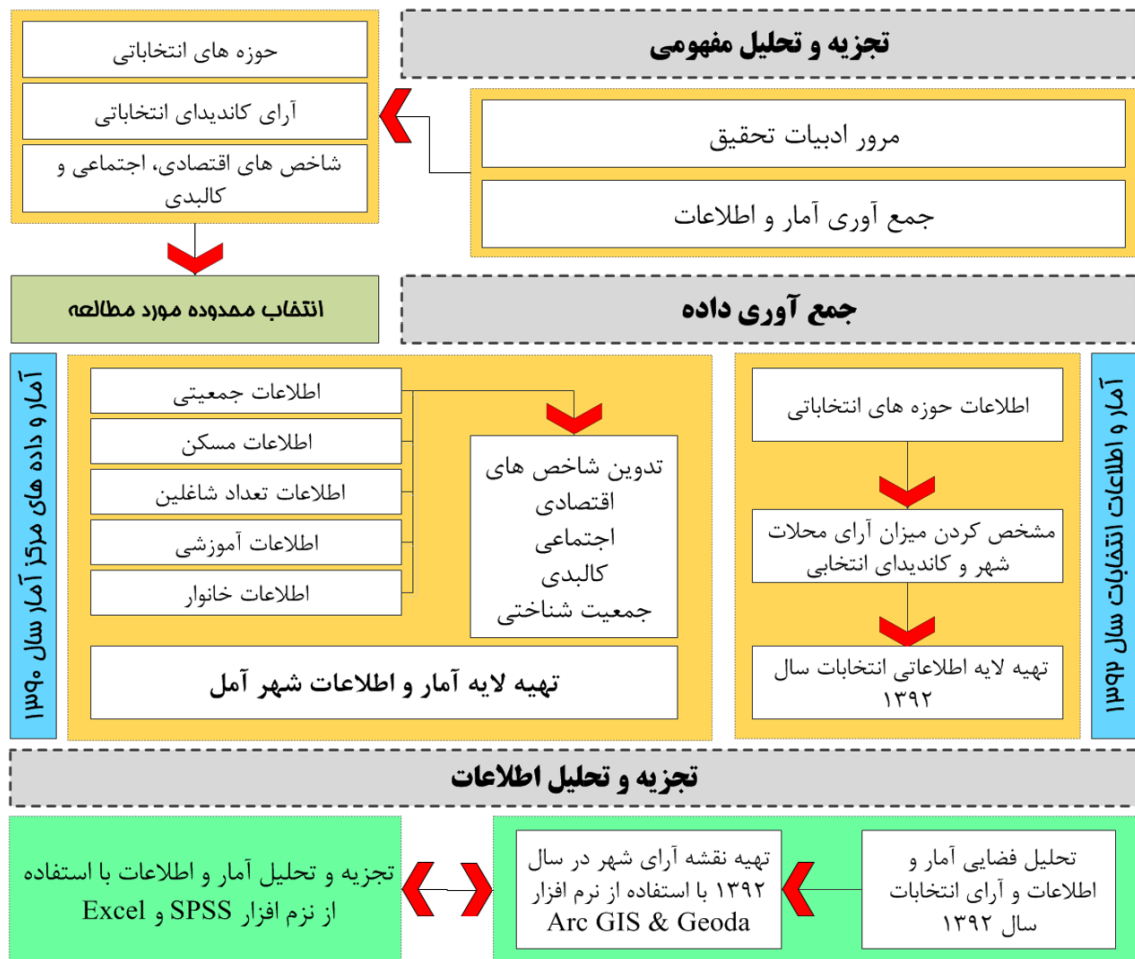 تجزیه و تحلیل مفهومی
مرور ادبیات تحقیق
جمع آوری آمار و اطلاعات
حوزه های انتخاباتی
آرای کاندیدای انتخاباتی
شاخص های اقتصادی، اجتماعی و
کالبدی
انتخاب محدوده مورد مطالعه
جمع آوری داده
آمار و اطلاعات انتخابات سال ۱۳۹۲
اطلاعات حوزه های انتخاباتی
مشخص کردن میزان آرای محلات
شهر و کاندیدای انتخابی
تهیه لایه اطلاعاتی انتخابات سال
۱۳۹۲
اطلاعات جمعیتی
اطلاعات مسکن
اطلاعات تعداد شاغلین
اطلاعات آموزشی
اطلاعات خانوار
تدوین شاخص های
اقتصادی
اجتماعی
کالبدی
جمعیت شناختی
تهیه لایه آمار و اطلاعات شهر آمل
آمار و داده های مرکز آمار سال ۱۳۹۰
تجزیه و تحلیل اطلاعات
تحلیل فضایی آمار و
اطلاعات و آرای انتخابات
سال ۱۳۹۲
تهیه نقشه آرای شهر در سال
۱۳۹۲ با استفاده از نرم افزار
Arc GIS & Geoda
تجزیه و تحلیل آمار و اطلاعات با استفاده
از نزم افزار SPSS و Excel